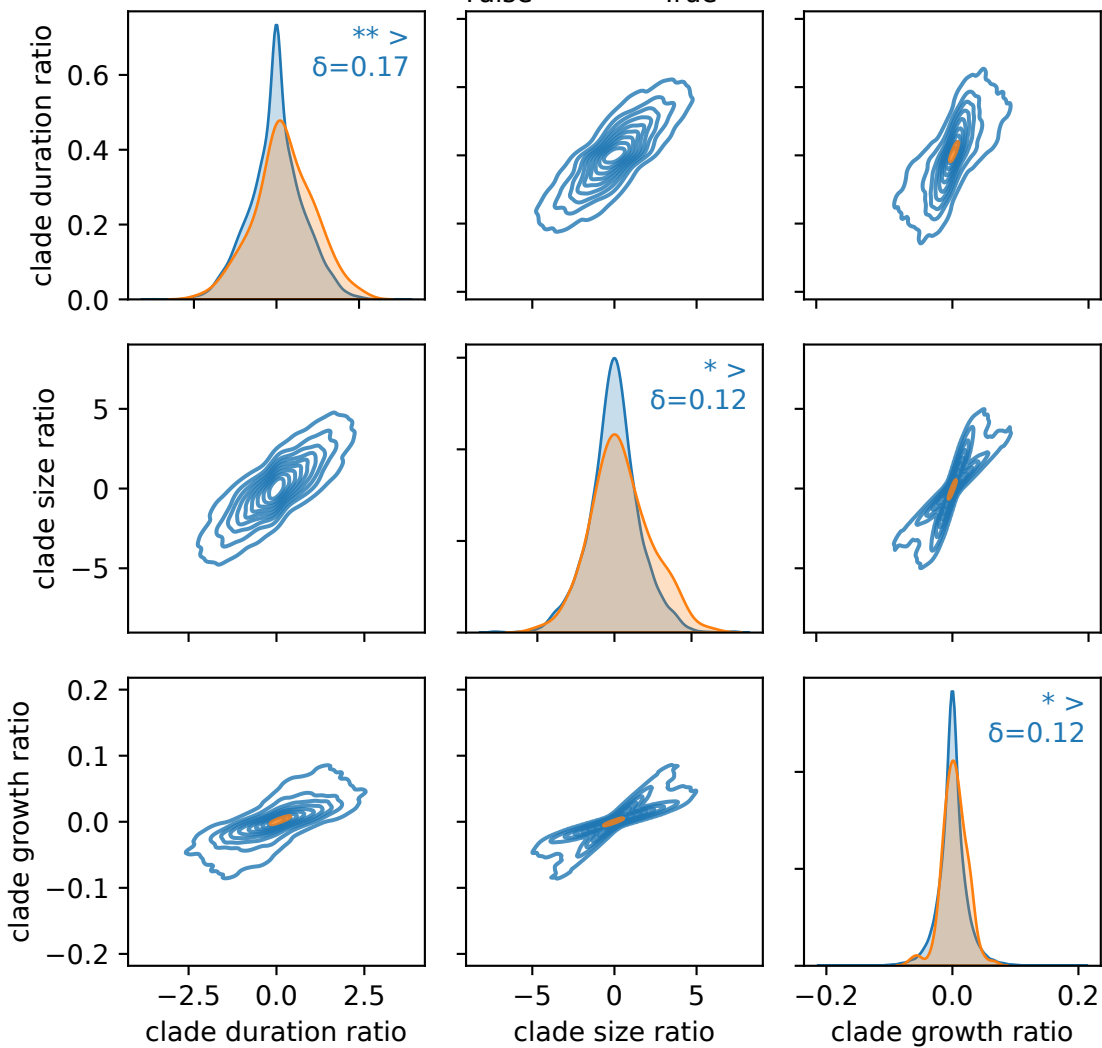 False True
clade duration ratio
0.6
0.4
0.2
0.0
** >
δ=0.17
clade size ratio
5
0
−5
* >
δ=0.12
clade growth ratio
0.2
0.1
0.0
−0.1
−0.2
* >
δ=0.12
−2.5 0.0 2.5
−5 0 5
−0.2 0.0 0.2
clade duration ratio
clade size ratio
clade growth ratio